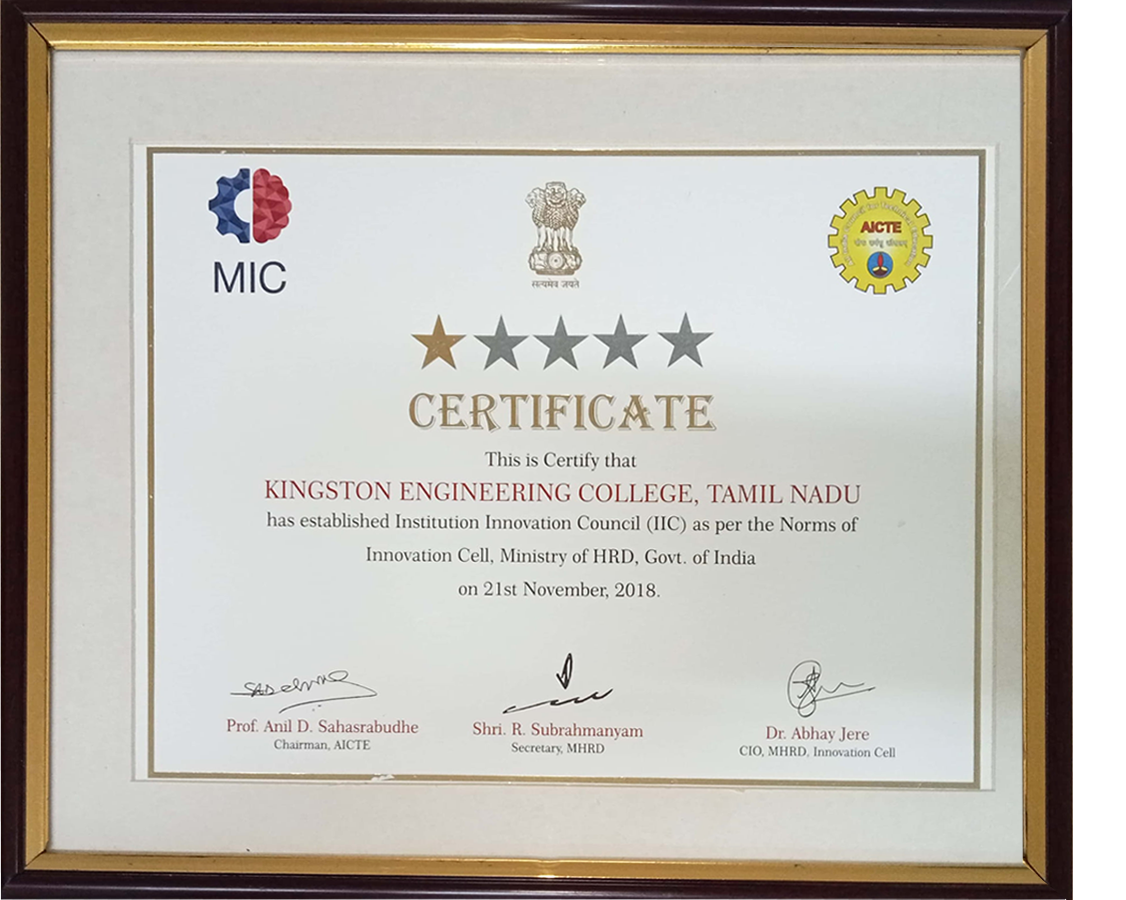 MIC
सत्यमेव जयते
AICTE
CERTIFICATE
This is Certify that
KINGSTON ENGINEERING COLLEGE, TAMIL NADU
has established Institution Innovation Council (IIC) as per the Norms of
Innovation Cell, Ministry of HRD, Govt. of India
on 21st November, 2018.
Prof. Anil D. Sahasrabudhe
Chairman, AICTE
Shri. R. Subrahmanyam
Secretary, MHRD
Dr. Abhay Jere
CIO, MHRD, Innovation Cell